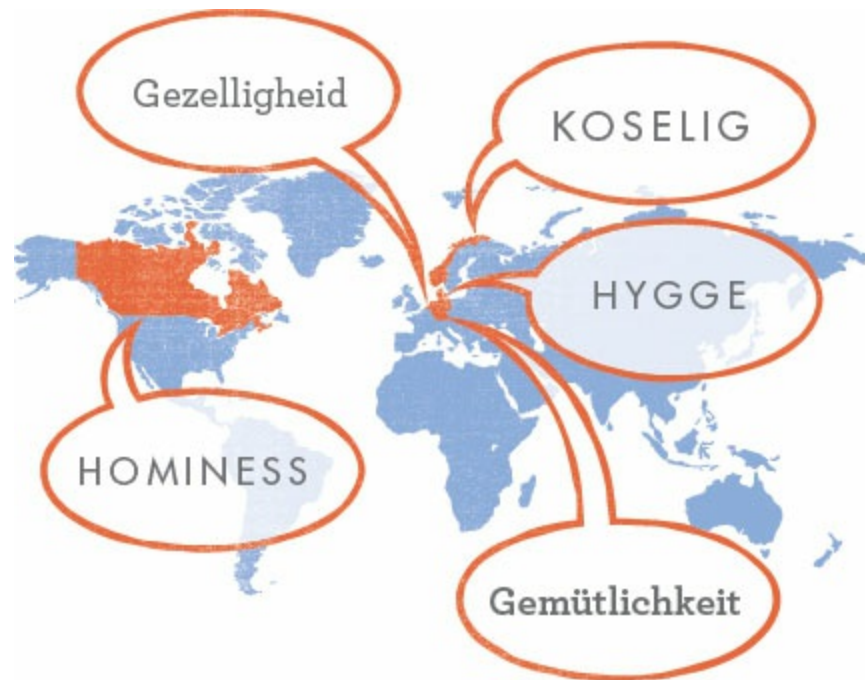 Gezelligheid
KOSELIG
HYGGE
HOMINESS
Gemütlichkeit